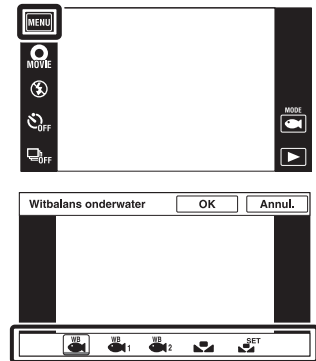 MENU
MOVIE
OFF
MODE
OFF
Witbalans onderwater OK Annul.
WB WB 1 WB 2 SET